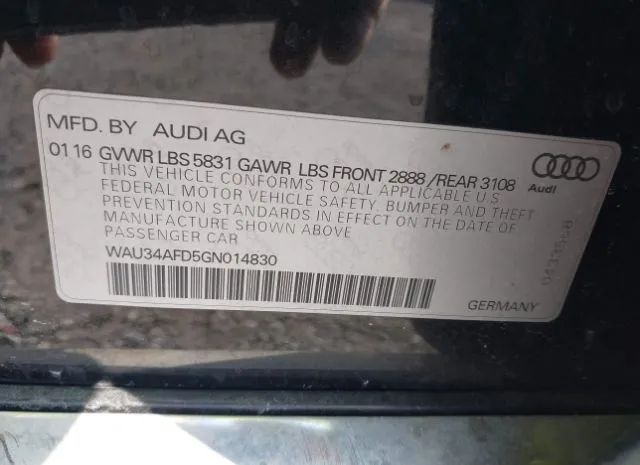 MFD. BY AUDI AG
01 16 GVWR LBS 5831 GAWR LBS FRONT 2888 /REAR 3108
THIS VEHICLE CONFORMS TO ALL APPLICABLE U.S
FEDERAL MOTOR VEHICLE SAFETY, BUMPER AND THEFT
PREVENTION STANDARDS IN EFFECT ON THE DATE OF
MANUFACTURE SHOWN ABOVE
PASSENGER CAR
WAU34AFD5GN014830
Audi
GERMANY